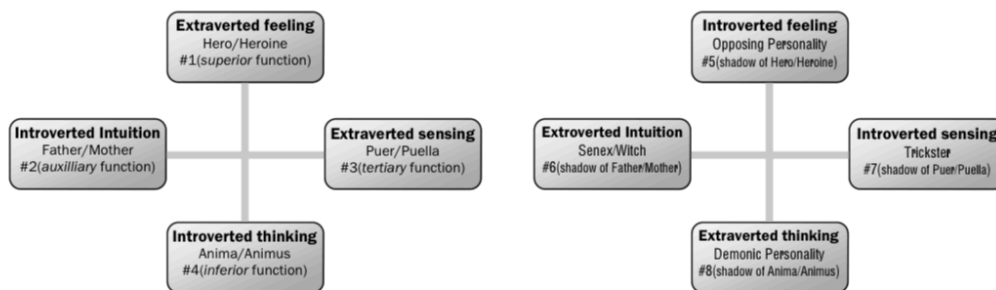 Extraverted feeling
Hero/Heroine
#1(superior function)
Introverted Intuition
Father/Mother
#2(auxilliary function)
Extraverted sensing
Puer/Puella
#3(tertiary function)
Introverted thinking
Anima/Animus
#4(inferior function)
Introverted feeling
Opposing Personality
#5(shadow of Hero/Heroine)
Extroverted Intuition
Senex/Witch
#6(shadow of Father/Mother)
Introverted sensing
Trickster
#7(shadow of Puer/Puella)
Extraverted thinking
Demonic Personality
#8(shadow of Anima/Animus)